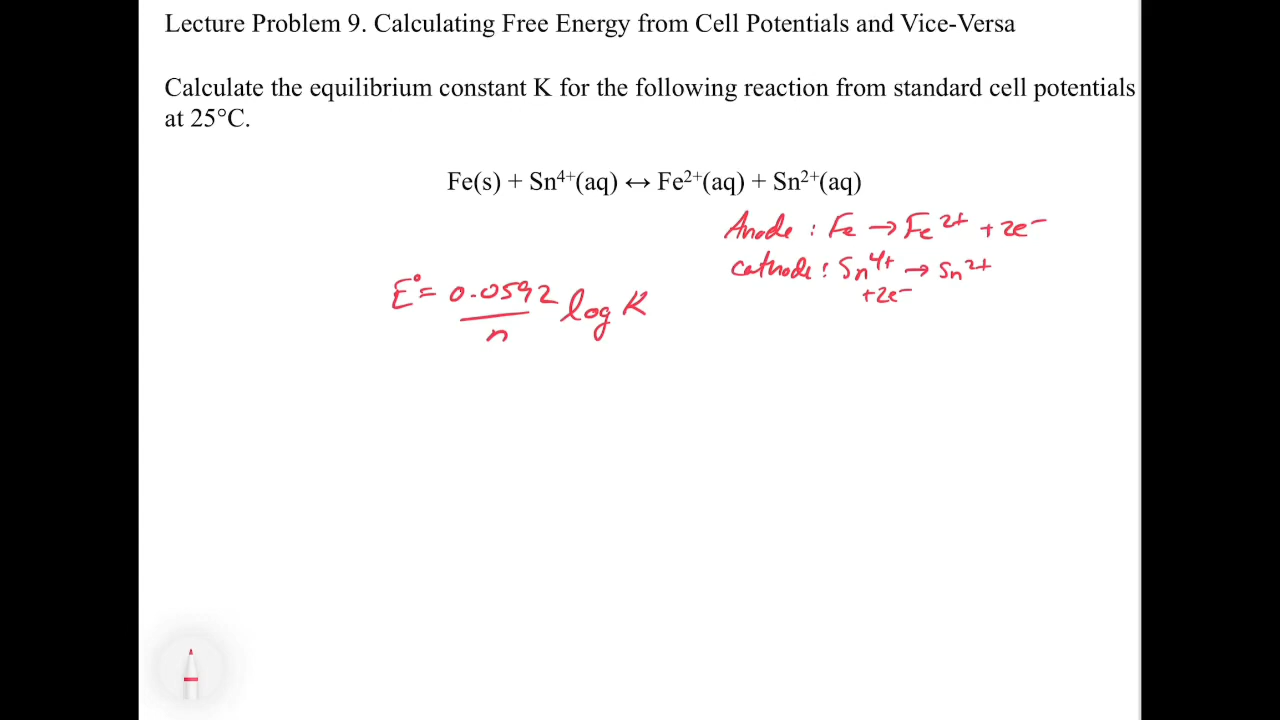 Lecture Problem 9. Calculating Free Energy from Cell Potentials and Vice-Versa
Calculate the equilibrium constant K for the following reaction from standard cell potentials
at 25°C.
Fe(s) + Sn⁴⁺(aq) ↔ Fe²⁺(aq) + Sn²⁺(aq)
Anode : Fe → Fe²⁺ + 2e⁻
Cathode : Sn⁴⁺ → Sn²⁺
+2e⁻
E° = 0.0592 log K
n